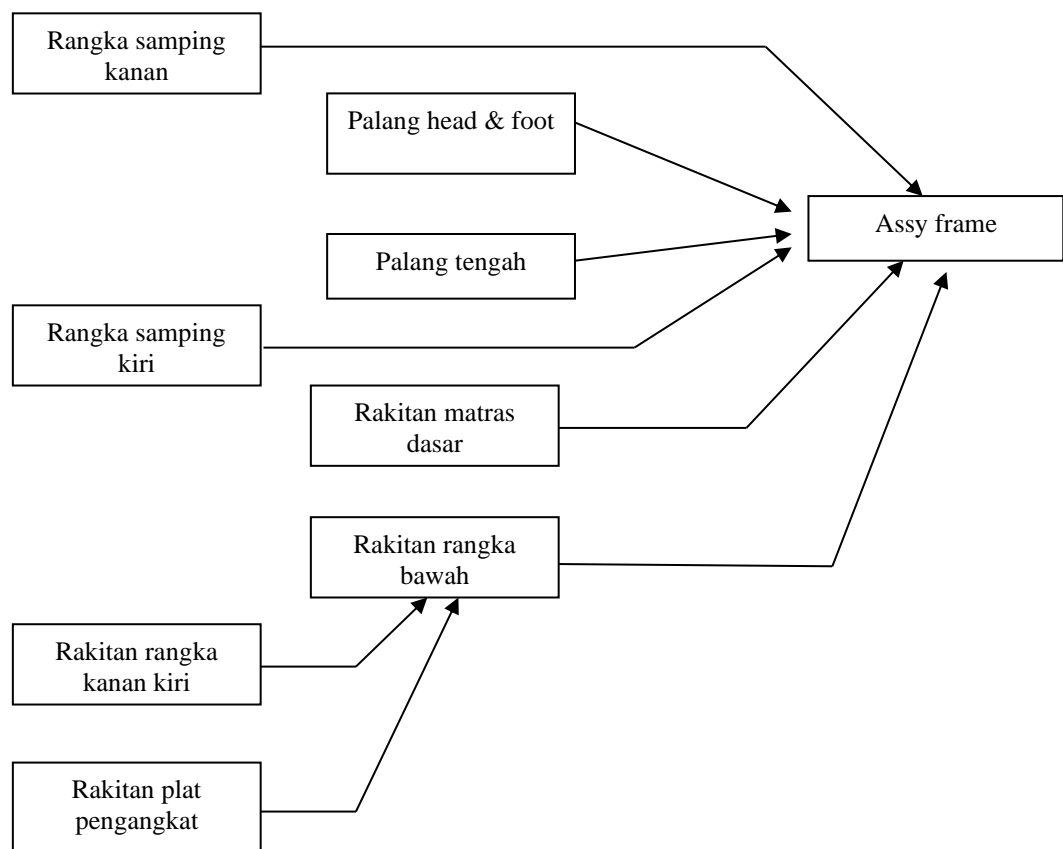 Rangka samping
kanan
Palang head & foot
Assy frame
Palang tengah
Rangka samping
kiri
Rakitan matras
dasar
Rakitan rangka
bawah
Rakitan rangka
kanan kiri
Rakitan plat
pengangkat